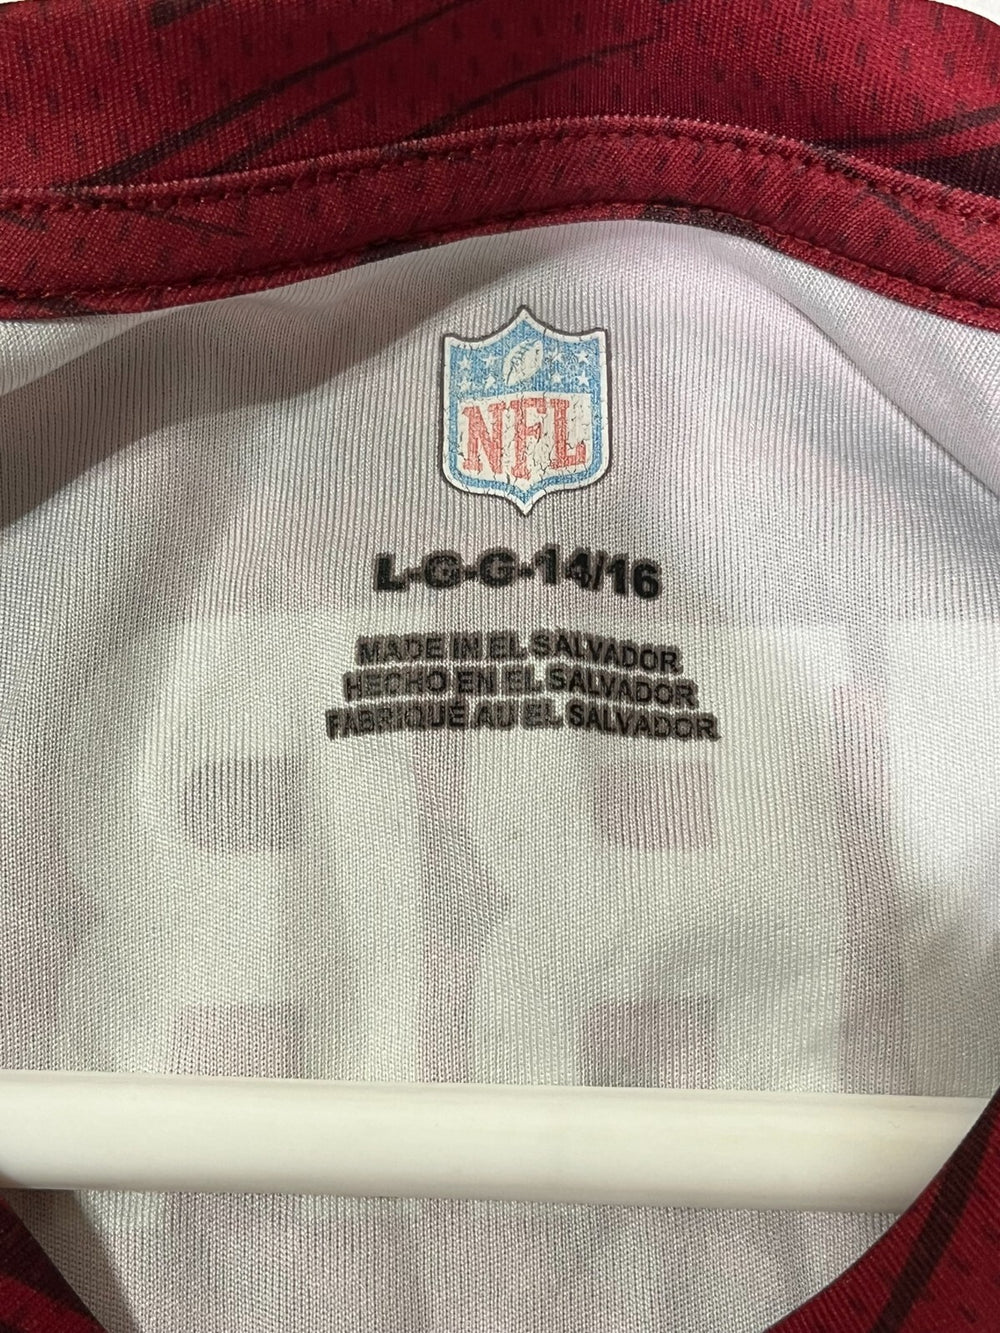 NFL
L-G-G-14/16
MADE IN EL SALVADOR
HECHO EN EL SALVADOR
FABRIQUÉ AU EL SALVADOR